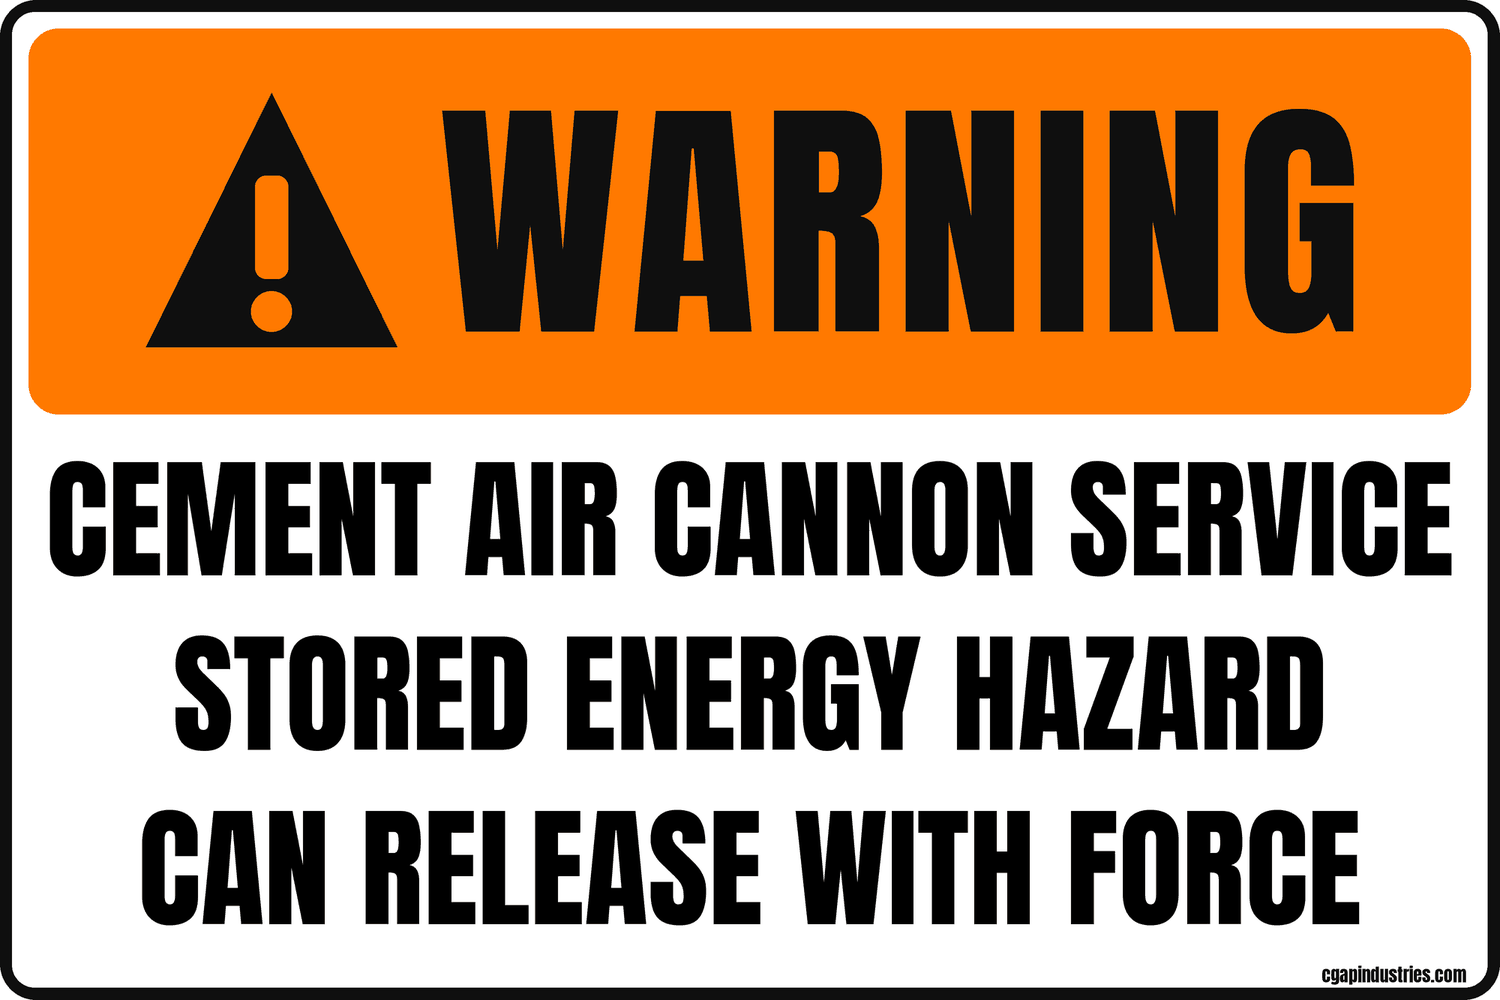 WARNING
CEMENT AIR CANNON SERVICE
STORED ENERGY HAZARD
CAN RELEASE WITH FORCE
cgapindustries.com